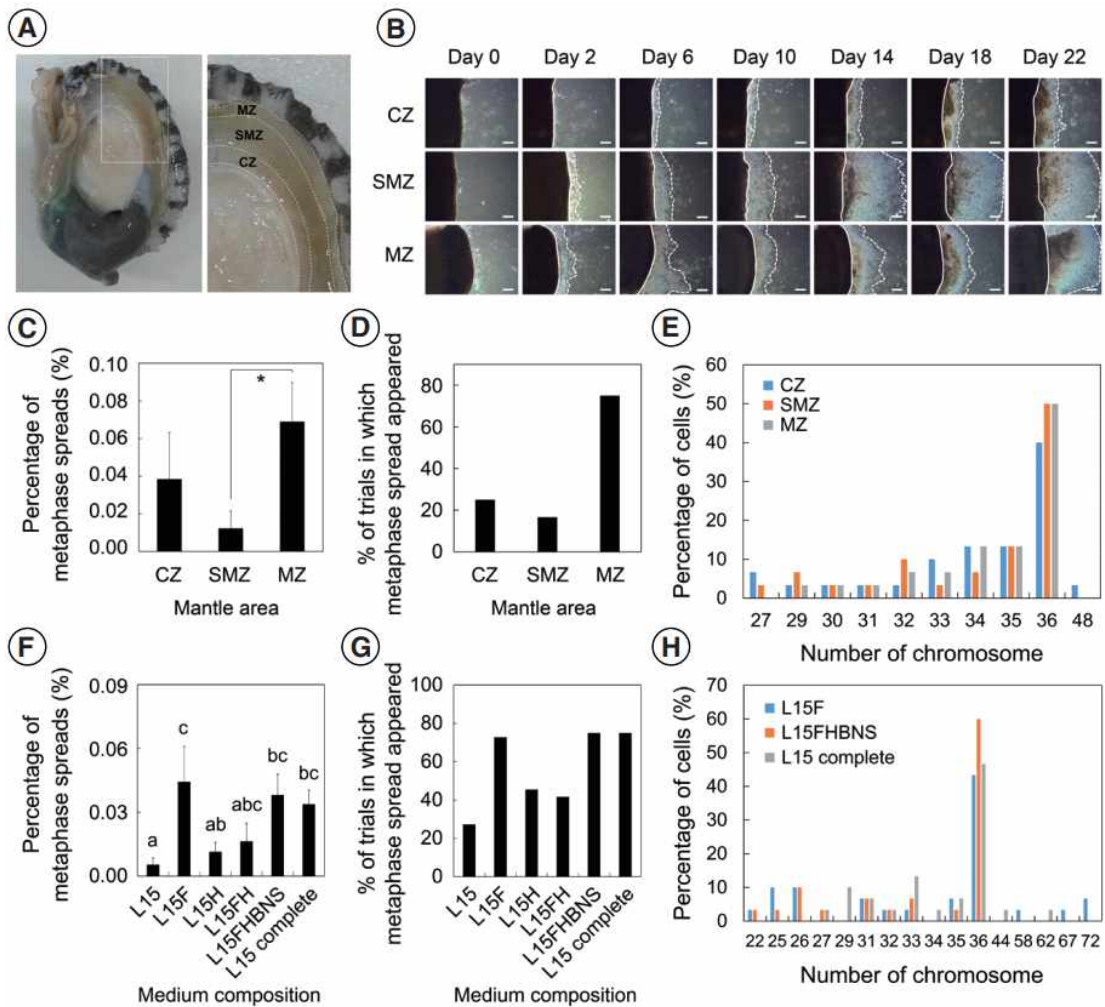 A
MZ
SMZ
CZ
B
Day 0 Day 2 Day 6 Day 10 Day 14 Day 18 Day 22
CZ
SMZ
MZ
C
Percentage of
metaphase spreads (%)
0.10
0.08
0.06
0.04
0.02
0.00
*
CZ SMZ MZ
Mantle area
D
% of trials in which
metaphase spread appeared
80
60
40
20
0
CZ SMZ MZ
Mantle area
E
Percentage of cells (%)
60
50
40
30
20
10
0
CZ
SMZ
MZ
27 29 30 31 32 33 34 35 36 48
Number of chromosome
F
Percentage of
metaphase spreads (%)
0.09
0.06
0.03
0.00
a c ab abc bc bc
L15 L15F L15H L15FH L15FHBNS L15 complete
Medium composition
G
% of trials in which
metaphase spread appeared
100
80
60
40
20
0
L15 L15F L15H L15FH L15FHBNS L15 complete
Medium composition
H
Percentage of cells (%)
70
60
50
40
30
20
10
0
L15F
L15FHBNS
L15 complete
22 25 26 27 29 31 32 33 34 35 36 44 58 62 67 72
Number of chromosome